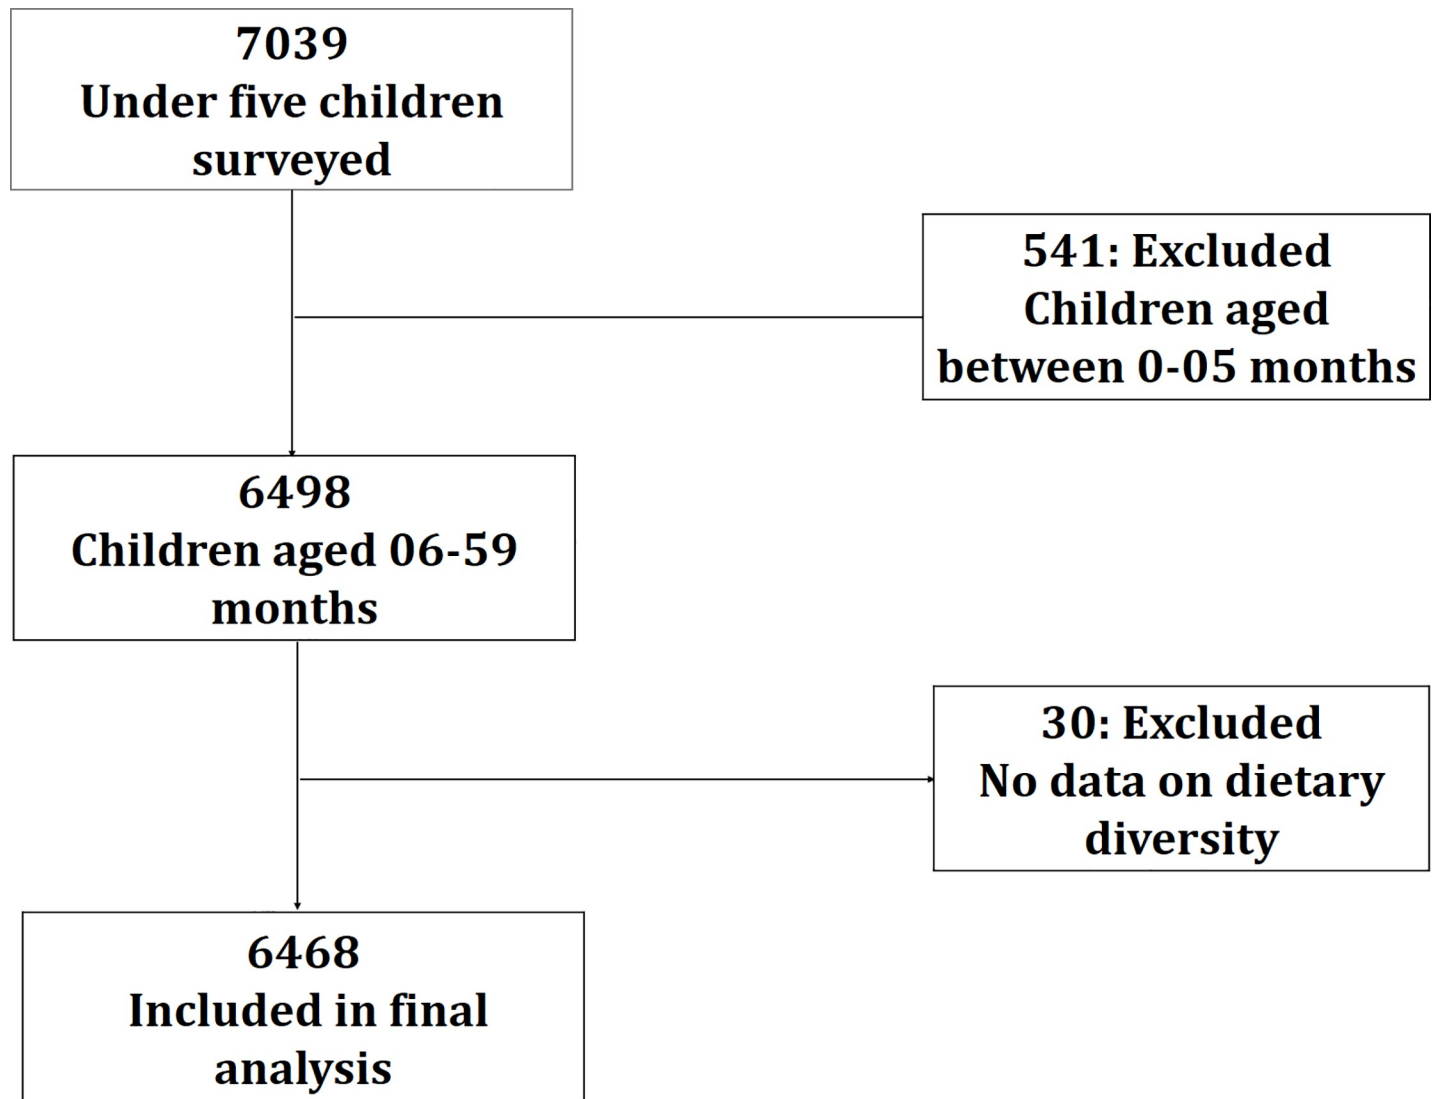 7039
Under five children
surveyed
541: Excluded
Children aged
between 0-05 months
6498
Children aged 06-59
months
30: Excluded
No data on dietary
diversity
6468
Included in final
analysis